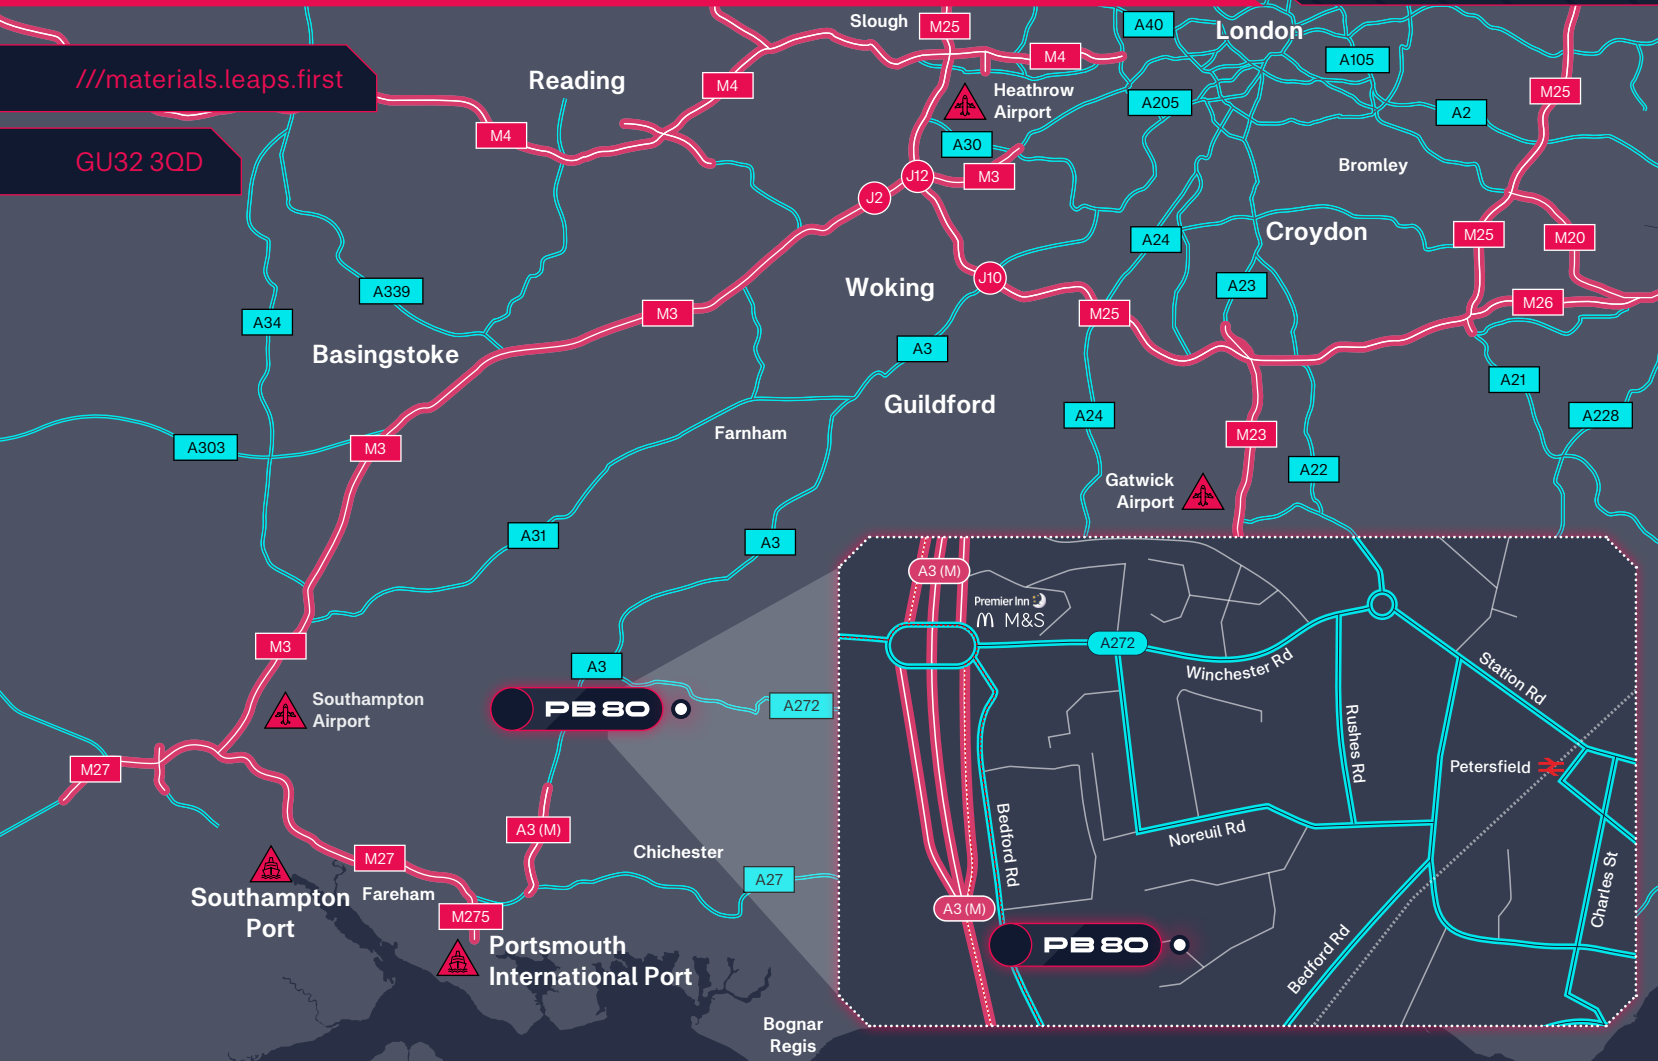 Slough
M25
A40
London
A105
M4
Reading
M4
///materials.leaps.first
Heathrow
Airport
A205
M25
A2
M4
A30
GU32 3QD
Bromley
J12
M3
J2
Croydon
A24
M25
M20
J10
Woking
A23
A339
M26
A34
M3
M25
A3
Basingstoke
A21
Guildford
A24
A228
A303
M3
Farnham
M23
A22
Gatwick
Airport
A31
A3
M3
A3
Southampton
Airport
PB 80
A272
M27
A3 (M)
M27
Chichester
A27
Fareham
Southampton
Port
M275
Portsmouth
International Port
Bognar
Regis
A3 (M)
Premier Inn
M&S
A272
Winchester Rd
Station Rd
Rushes Rd
Petersfield
Bedford Rd
Noreuil Rd
Charles St
A3 (M)
PB 80
Bedford Rd